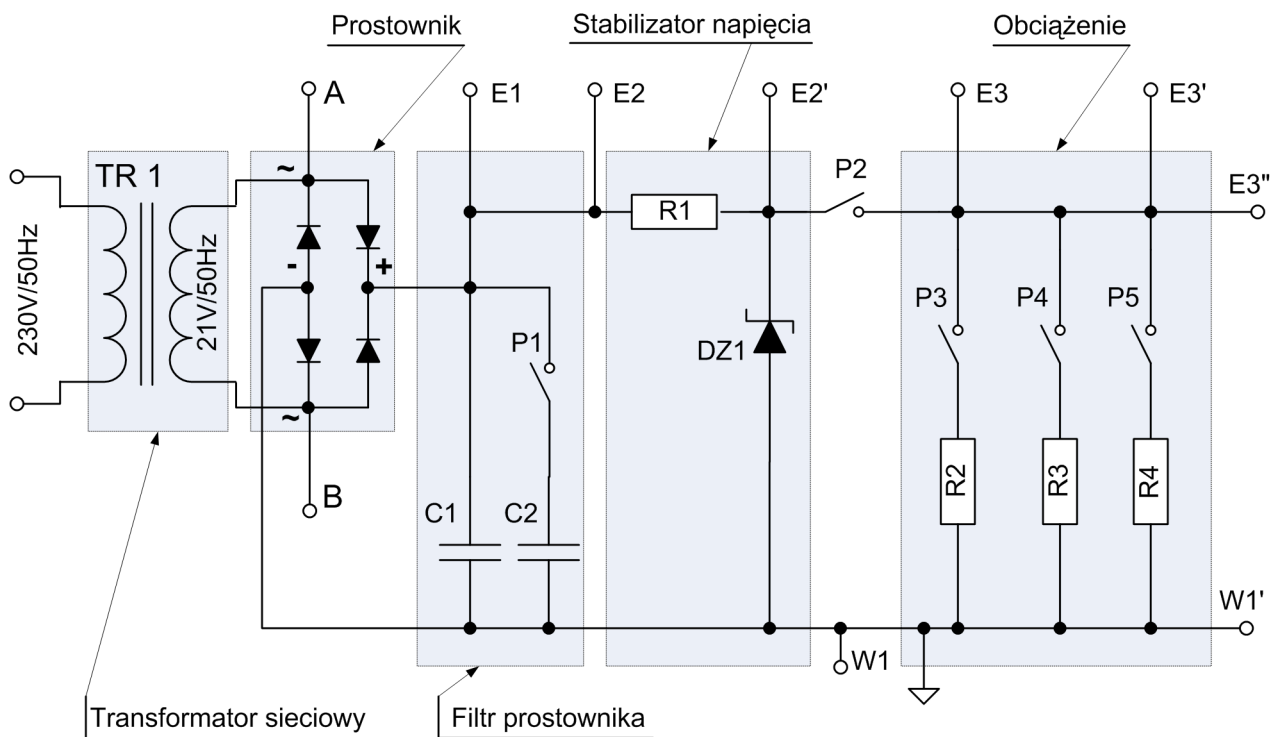 Prostownik
Stabilizator napięcia
Obciążenie
A
E1
E2
E2'
E3
E3'
TR 1
~
P2
E3"
R1
230V/50Hz
21V/50Hz
-
+
P1
DZ1
P3
P4
P5
~
B
C1
C2
R2
R3
R4
W1'
W1
Transformator sieciowy
Filtr prostownika